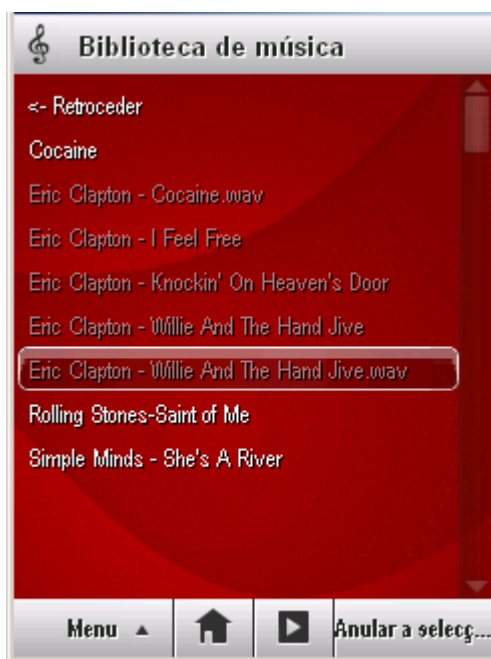 Biblioteca de música
<- Retroceder
Cocaine
Eric Clapton - Cocaine.wav
Eric Clapton - I Feel Free
Eric Clapton - Knockin' On Heaven's Door
Eric Clapton - Willie And The Hand Jive
Eric Clapton - Willie And The Hand Jive.wav
Rolling Stones-Saint of Me
Simple Minds - She's A River
Menu ▲ Anular a selecç...